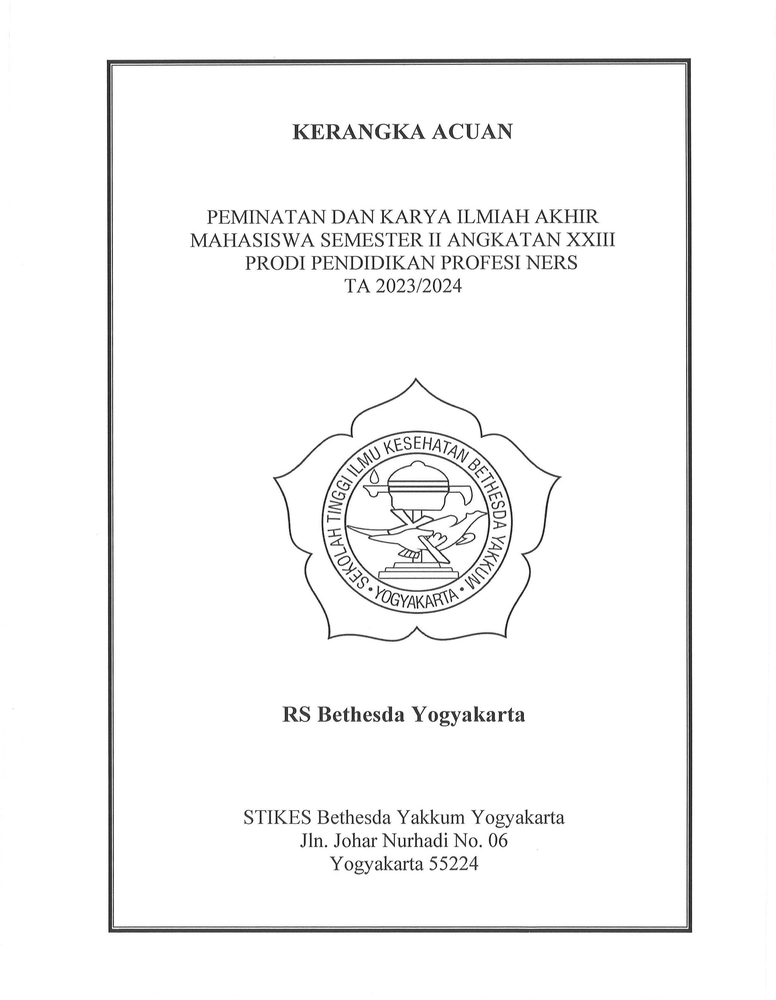 KERANGKA ACUAN
PEMINATAN DAN KARYA ILMIAH AKHIR
MAHASISWA SEMESTER II ANGKATAN XXIII
PRODI PENDIDIKAN PROFESI NERS
TA 2023/2024
SEKOLAH TINGGI ILMU KESEHATAN BETHESDA YAKKUM
• YOGYAKARTA •
RS Bethesda Yogyakarta
STIKES Bethesda Yakkum Yogyakarta
Jln. Johar Nurhadi No. 06
Yogyakarta 55224